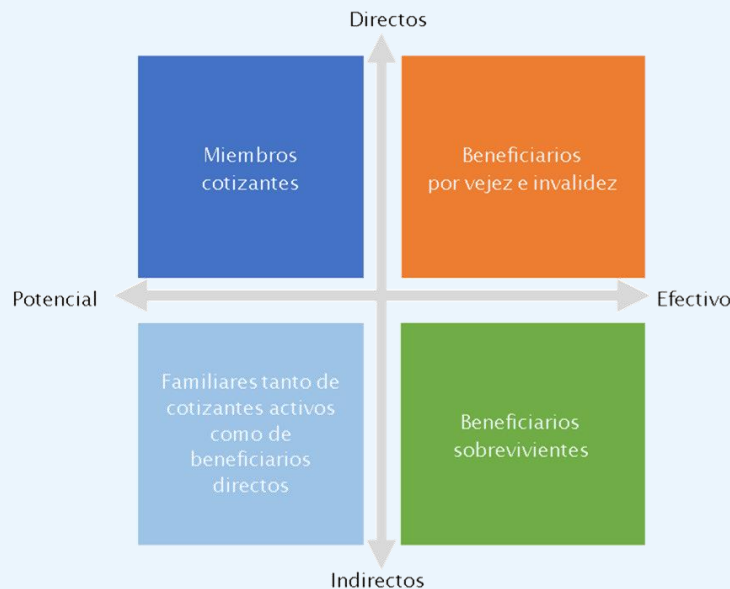 Directos
Miembros
cotizantes
Beneficiarios
por vejez e invalidez
Potencial
Efectivo
Familiares tanto de
cotizantes activos
como de
beneficiarios
directos
Beneficiarios
sobrevivientes
Indirectos